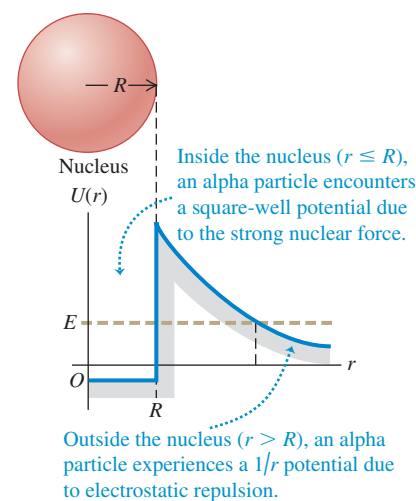 R
Nucleus
Inside the nucleus (r ≤ R),
an alpha particle encounters
a square-well potential due
to the strong nuclear force.
U(r)
E
r
O
R
Outside the nucleus (r > R), an alpha
particle experiences a 1/r potential due
to electrostatic repulsion.